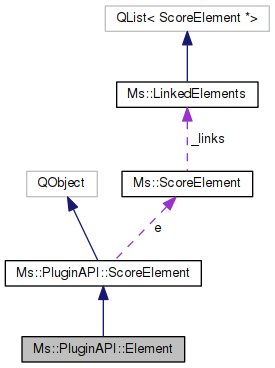 QList< ScoreElement *>
Ms::LinkedElements
_links
QObject
Ms::ScoreElement
e
Ms::PluginAPI::ScoreElement
Ms::PluginAPI::Element